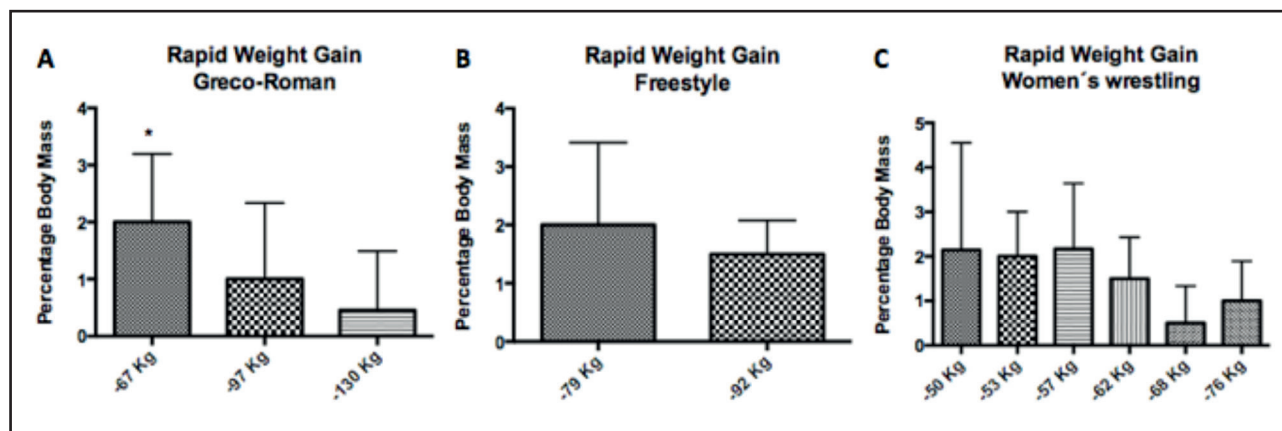 A
Rapid Weight Gain
Greco-Roman
Percentage Body Mass
4
3
2
1
0
*
-67 Kg
-97 Kg
-130 Kg
B
Rapid Weight Gain
Freestyle
Percentage Body Mass
4
3
2
1
0
-79 Kg
-92 Kg
C
Rapid Weight Gain
Women´s wrestling
Percentage Body Mass
5
4
3
2
1
0
-50 Kg
-53 Kg
-57 Kg
-62 Kg
-68 Kg
-76 Kg